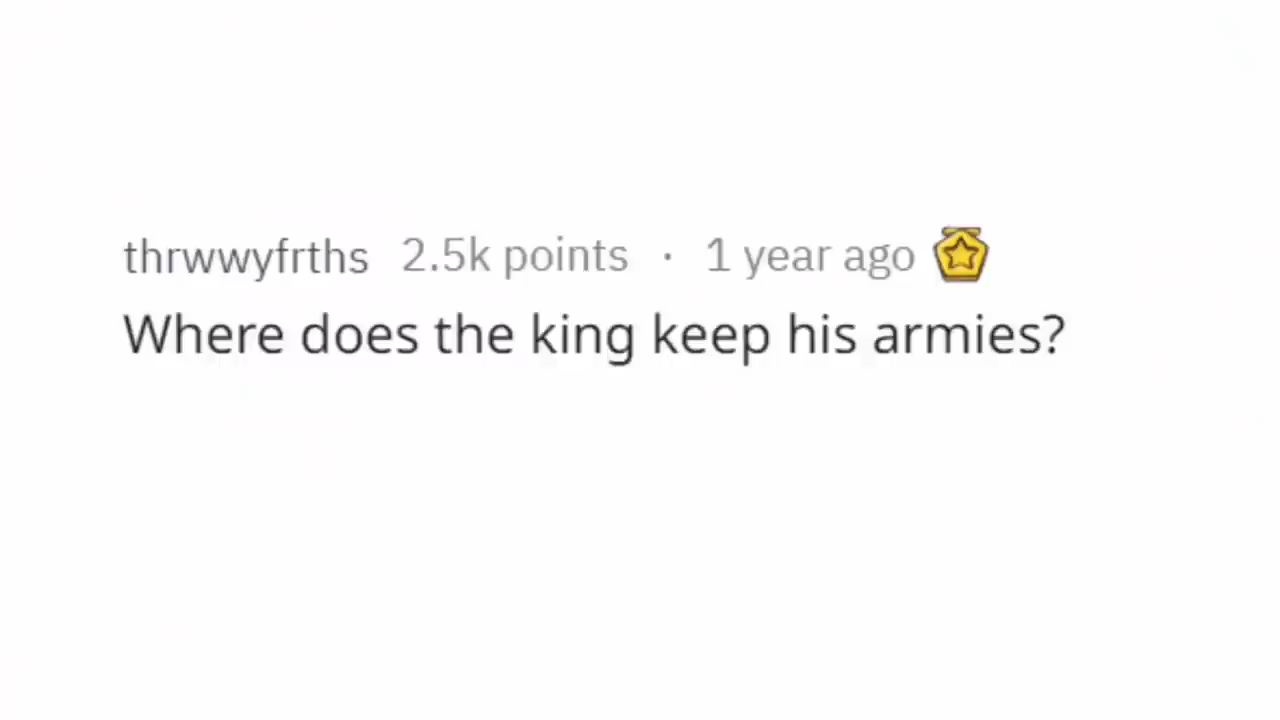 thrwwyfrths 2.5k points · 1 year ago
Where does the king keep his armies?